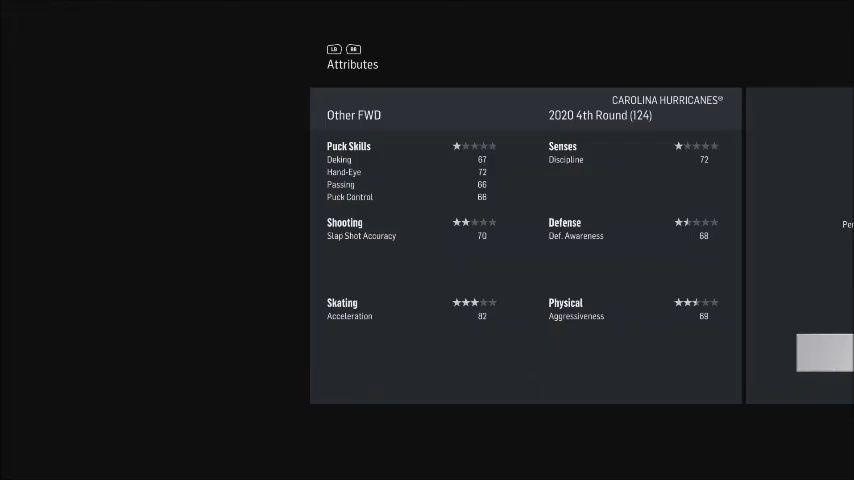 LB RB
Attributes
CAROLINA HURRICANES®
Other FWD 2020 4th Round (124)
Puck Skills Senses
Deking 67 Discipline 72
Hand-Eye 72
Passing 66
Puck Control 66
Shooting Defense
Slap Shot Accuracy 70 Def. Awareness 68
Per
Skating Physical
Acceleration 82 Aggressiveness 69